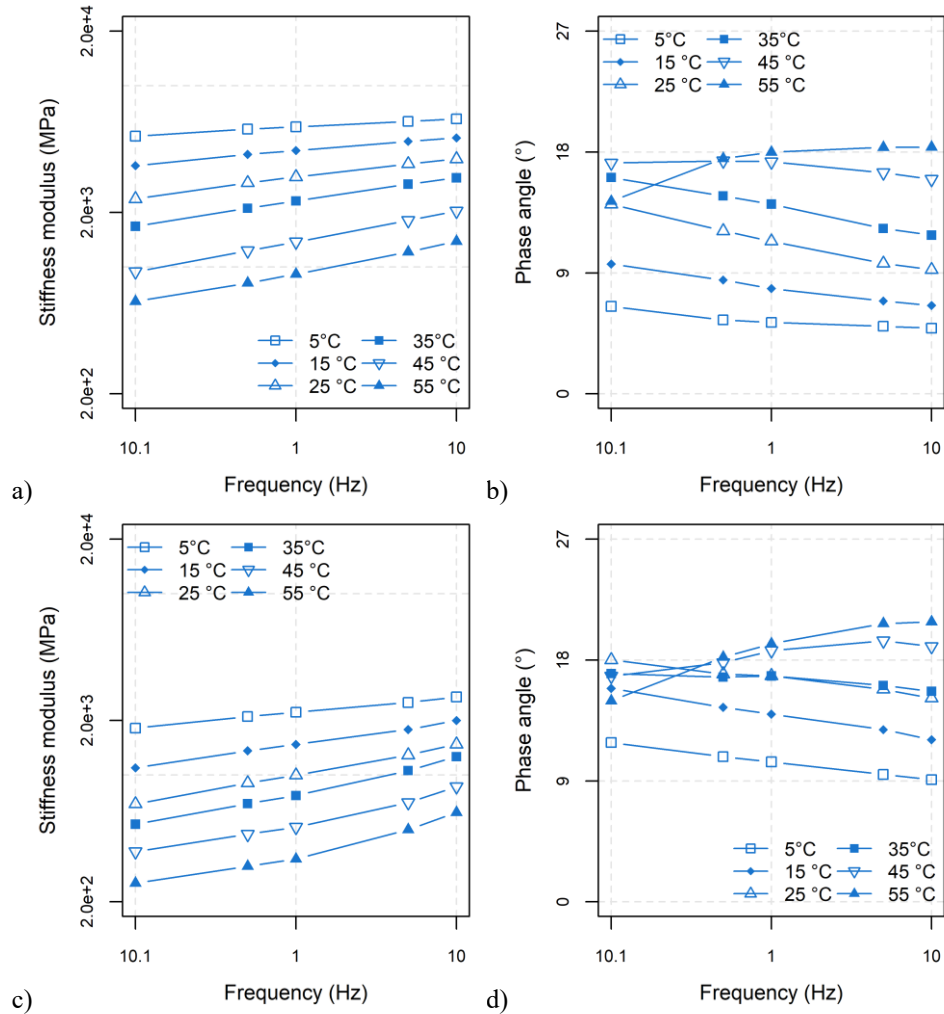 2.0e+4
2.0e+3
2.0e+2
Stiffness modulus (MPa)
5°C 35°C
15 °C 45 °C
25 °C 55 °C
10.1 1 10
Frequency (Hz)
a)
27
18
9
0
Phase angle (°)
5°C 35°C
15 °C 45 °C
25 °C 55 °C
10.1 1 10
Frequency (Hz)
b)
2.0e+4
2.0e+3
2.0e+2
Stiffness modulus (MPa)
5°C 35°C
15 °C 45 °C
25 °C 55 °C
10.1 1 10
Frequency (Hz)
c)
27
18
9
0
Phase angle (°)
5°C 35°C
15 °C 45 °C
25 °C 55 °C
10.1 1 10
Frequency (Hz)
d)